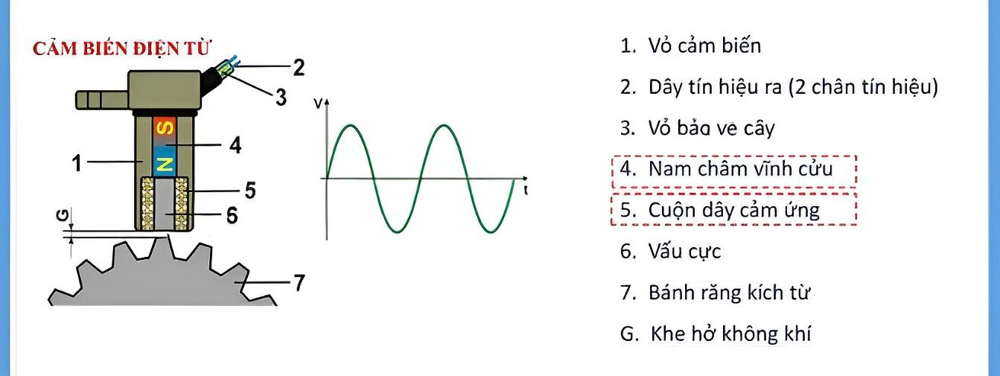 CẢM BIẾN ĐIỆN TỪ
2
3
S
N
4
1
5
6
G
7
V
t
1. Vỏ cảm biến
2. Dây tín hiệu ra (2 chân tín hiệu)
3. Vỏ bảo vê cây
4. Nam châm vĩnh cửu
5. Cuộn dây cảm ứng
6. Vấu cực
7. Bánh răng kích từ
G. Khe hở không khí